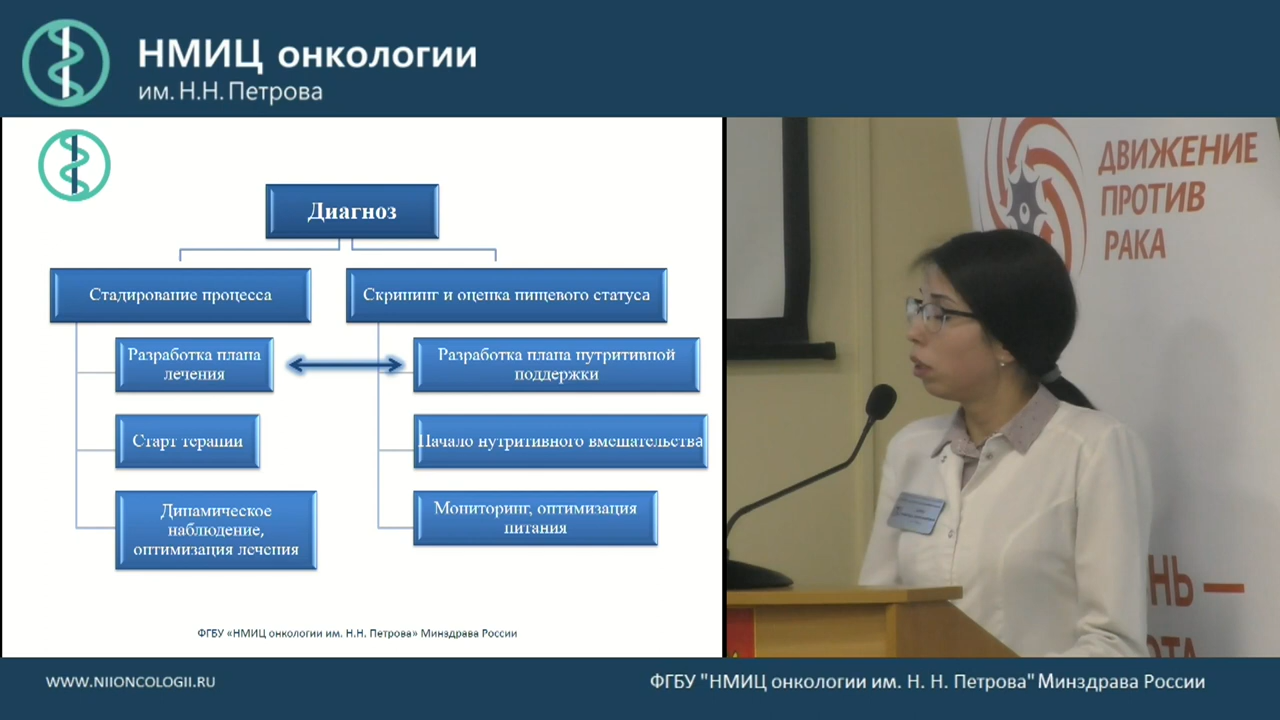 НМИЦ онкологии
им. Н.Н. Петрова
Диагноз
Стадирование процесса
Скрининг и оценка пищевого статуса
Разработка плана
лечения
Разработка плана нутритивной
поддержки
Старт терапии
Начало нутритивного вмешательства
Динамическое
наблюдение,
оптимизация лечения
Мониторинг, оптимизация
питания
ФГБУ «НМИЦ онкологии им. Н.Н. Петрова» Минздрава России
ДВИЖЕНИЕ
ПРОТИВ
РАКА
НЬ —
ОТА
WWW.NIIONCOLOGII.RU
ФГБУ "НМИЦ онкологии им. Н. Н. Петрова" Минздрава России